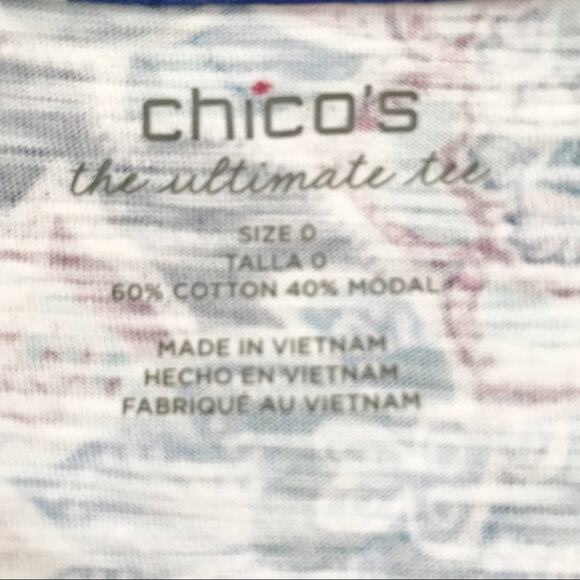 chico's
the ultimate tee
SIZE 0
TALLA 0
60% COTTON 40% MODAL
MADE IN VIETNAM
HECHO EN VIETNAM
FABRIQUÉ AU VIETNAM